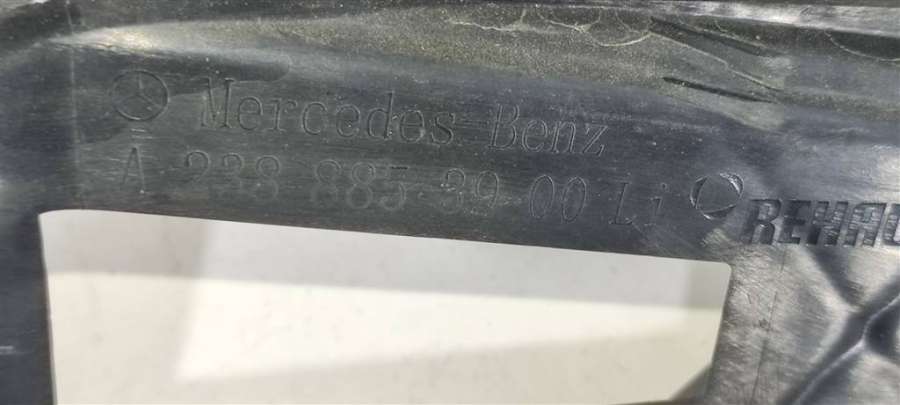 Mercedes Benz
A 238 885 39 00 Li REHAU